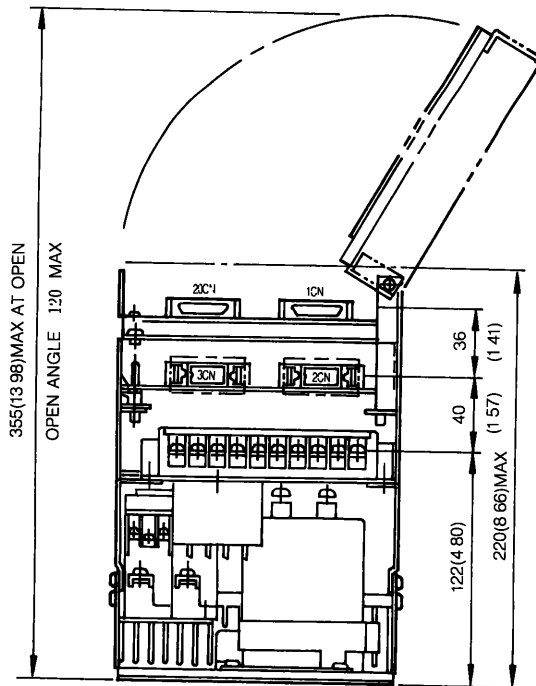 355(13 98)MAX AT OPEN
OPEN ANGLE 120 MAX
20CN
1CN
3CN
2CN
36
(1 41)
40
(1 57)
122(4 80)
220(8 66)MAX